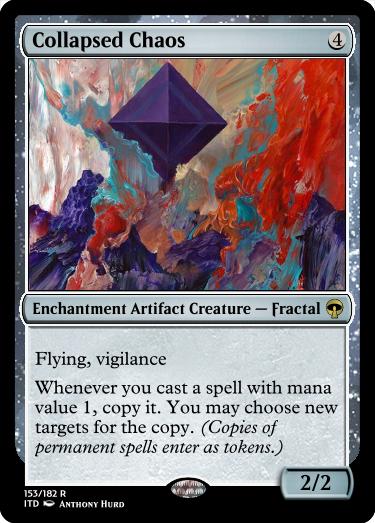 Collapsed Chaos 4
Enchantment Artifact Creature — Fractal
Flying, vigilance
Whenever you cast a spell with mana
value 1, copy it. You may choose new
targets for the copy. (Copies of
permanent spells enter as tokens.)
2/2
153/182 R
ITD Anthony Hurd